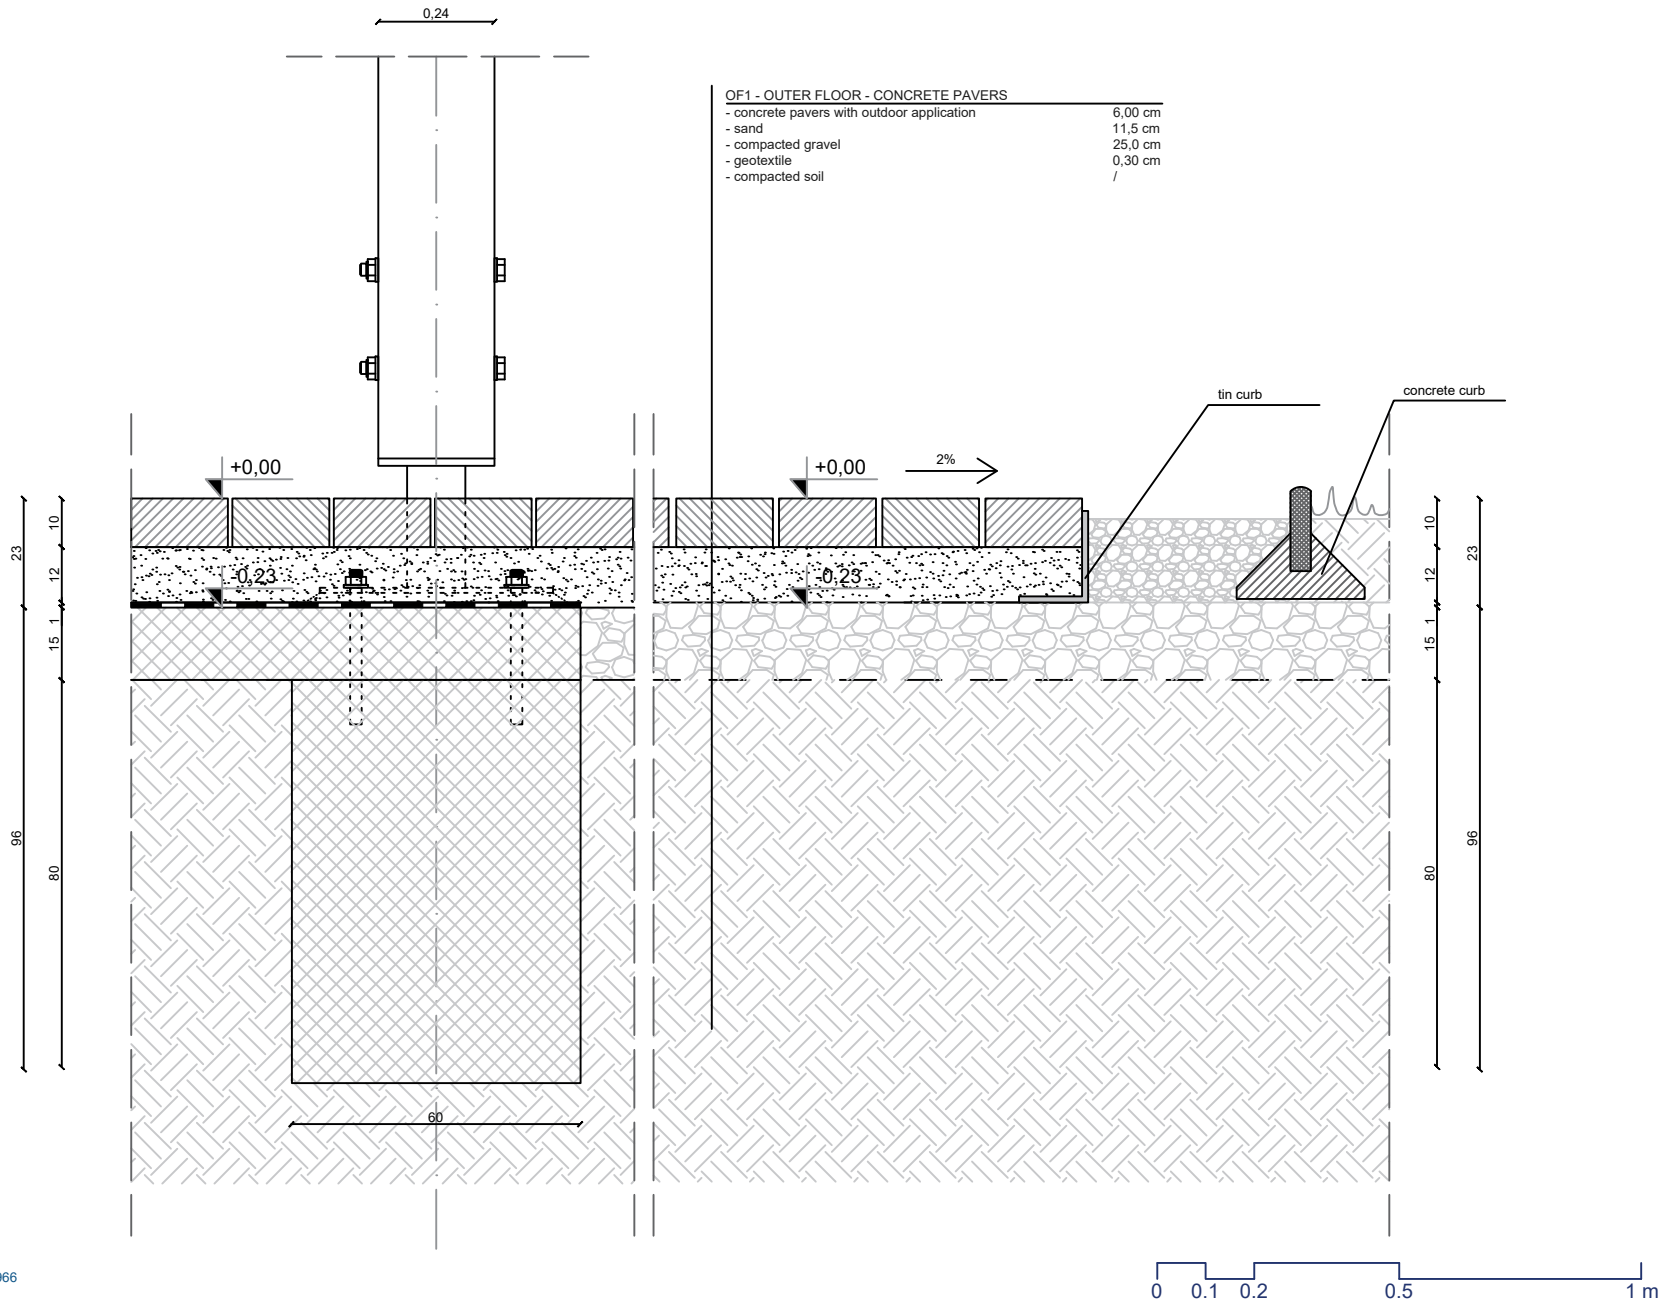 0,24
OF1 - OUTER FLOOR - CONCRETE PAVERS
- concrete pavers with outdoor application 6,00 cm
- sand 11,5 cm
- compacted gravel 25,0 cm
- geotextile 0,30 cm
- compacted soil /
tin curb
concrete curb
+0,00
+0,00
2%
23
10
12
1
15
96
80
-0,23
-0,23
10
12
1
15
80
23
96
60
0
0.1
0.2
0.5
1 m